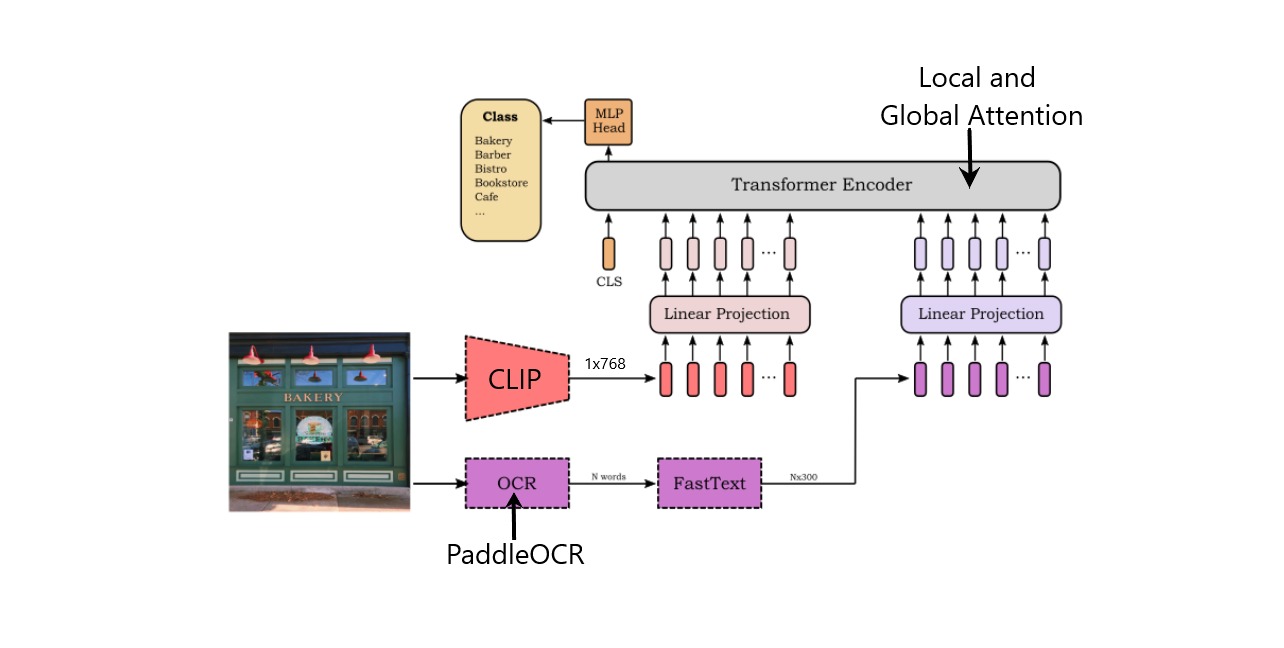 Local and
Global Attention
Class
Bakery
Barber
Bistro
Bookstore
Cafe
...
MLP
Head
Transformer Encoder
...
...
CLS
Linear Projection
Linear Projection
BAKERY
CLIP
1x768
...
...
OCR
N words
FastText
Nx300
PaddleOCR